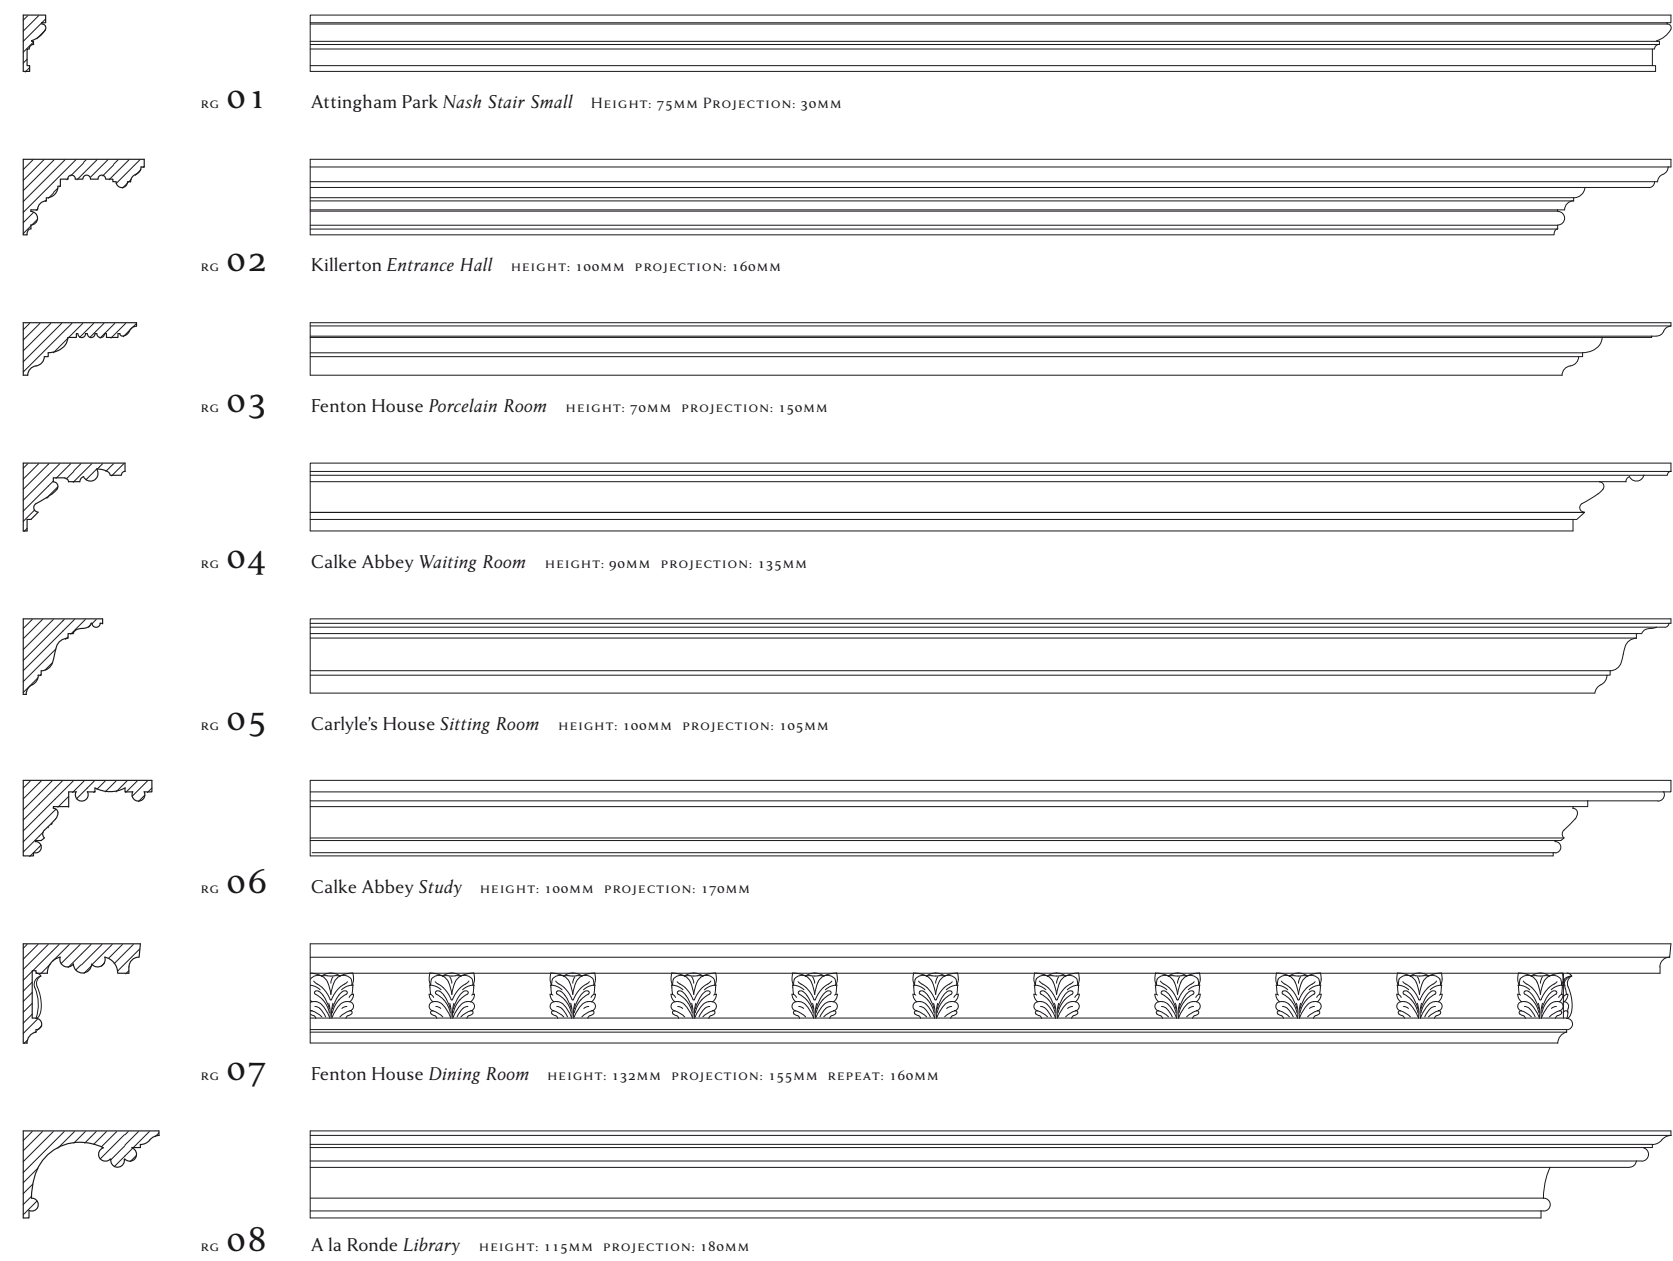 RG 01 Attingham Park Nash Stair Small HEIGHT: 75MM PROJECTION: 30MM
RG 02 Killerton Entrance Hall HEIGHT: 100MM PROJECTION: 160MM
RG 03 Fenton House Porcelain Room HEIGHT: 70MM PROJECTION: 150MM
RG 04 Calke Abbey Waiting Room HEIGHT: 90MM PROJECTION: 135MM
RG 05 Carlyle's House Sitting Room HEIGHT: 100MM PROJECTION: 105MM
RG 06 Calke Abbey Study HEIGHT: 100MM PROJECTION: 170MM
RG 07 Fenton House Dining Room HEIGHT: 132MM PROJECTION: 155MM REPEAT: 160MM
RG 08 A la Ronde Library HEIGHT: 115MM PROJECTION: 180MM